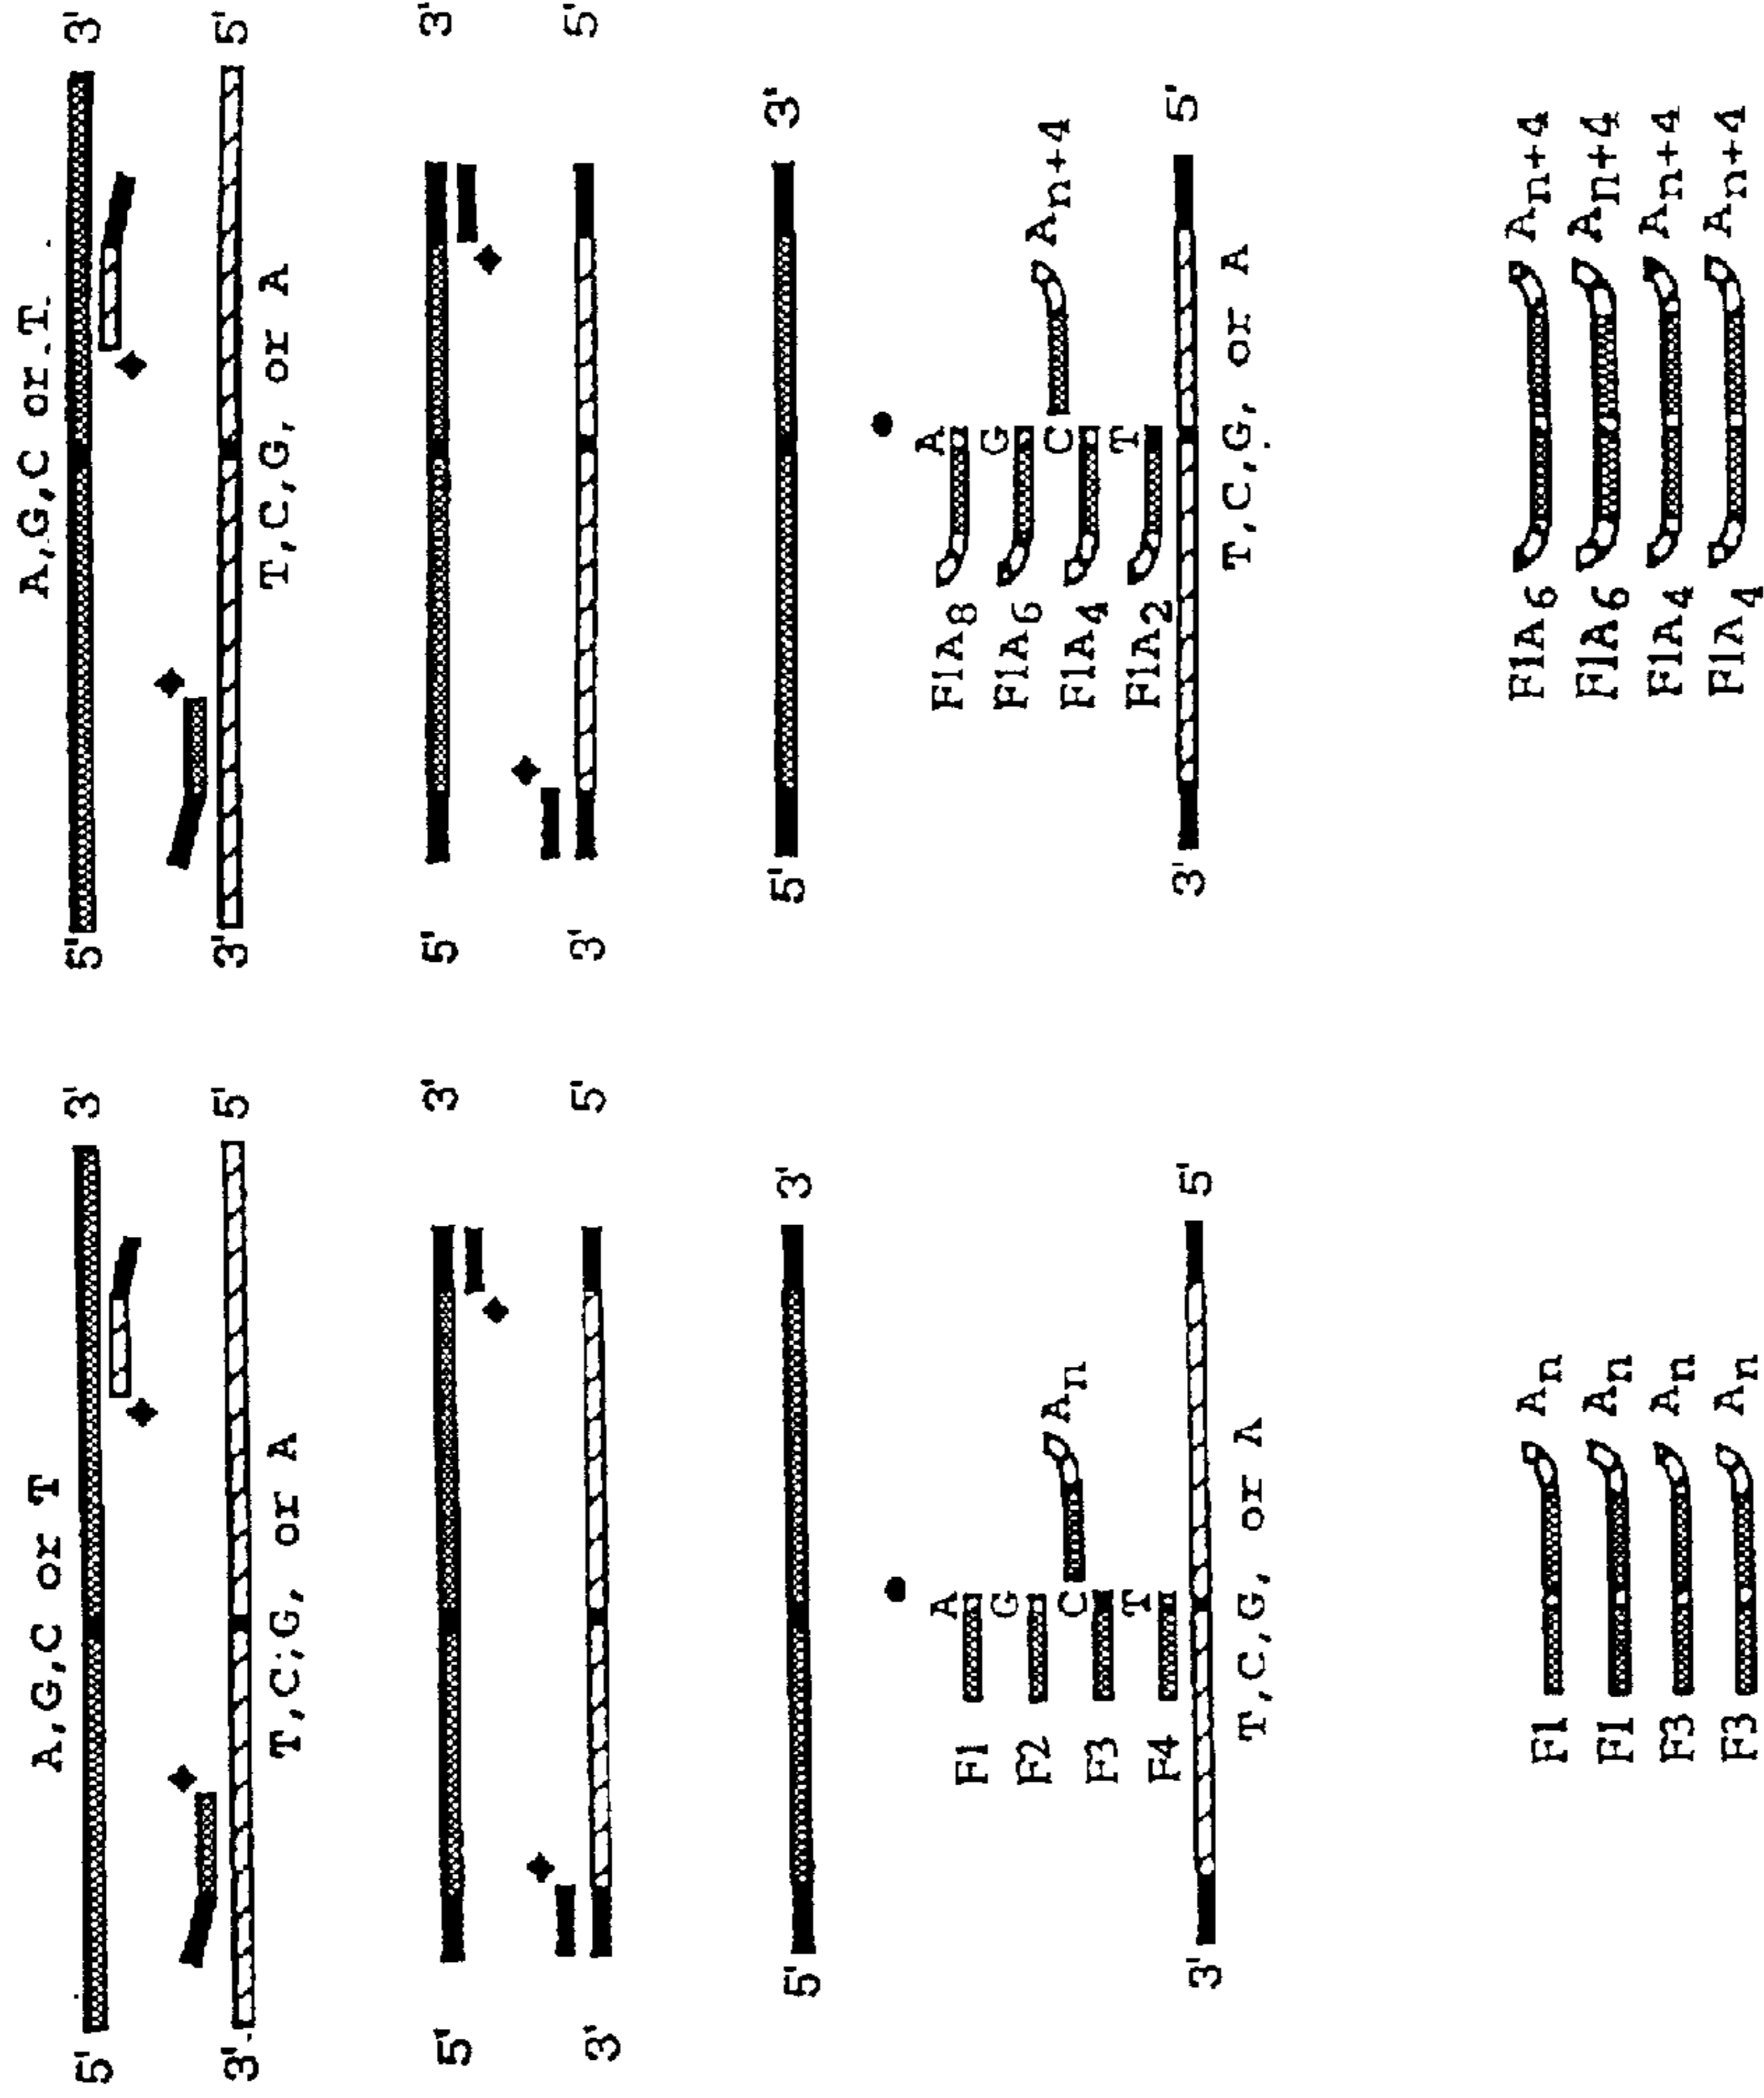 A,G,C or T
5' 3'
3' 5'
T,C,G, or A
5' 3'
3' 5'
5' 3'
F1 A
F2 G
F3 C An
F4 T
3' 5'
T,C,G, or A
F1 An
F1 An
F3 An
F3 An
A,G,C or T
5' 3'
3' 5'
T,C,G, or A
5' 3'
3' 5'
5' 3'
F1A8 A
F1A6 G
F1A4 C An+4
F1A2 T
3' 5'
T,C,G, or A
F1A6 An+4
F1A6 An+4
F1A4 An+4
F1A4 An+4